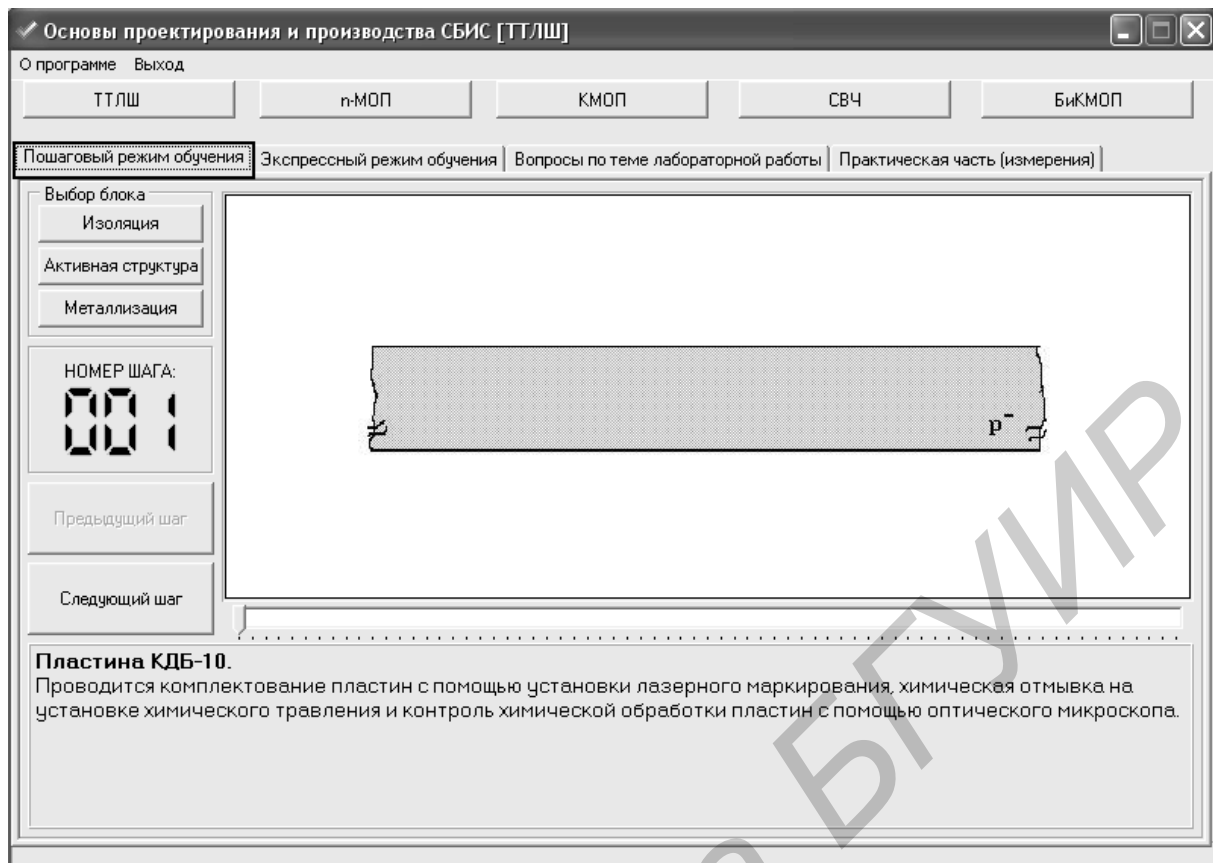 Основы проектирования и производства СБИС [ТТЛШ]
О программе Выход
ТТЛШ n-МОП КМОП СВЧ БиКМОП
Пошаговый режим обучения Экспрессный режим обучения Вопросы по теме лабораторной работы Практическая часть (измерения)
Выбор блока
Изоляция
Активная структура
Металлизация
НОМЕР ШАГА:
001
Предыдущий шаг
Следующий шаг
p⁻
Пластина КДБ-10.
Проводится комплектование пластин с помощью установки лазерного маркирования, химическая отмывка на
установке химического травления и контроль химической обработки пластин с помощью оптического микроскопа.
БГУИР